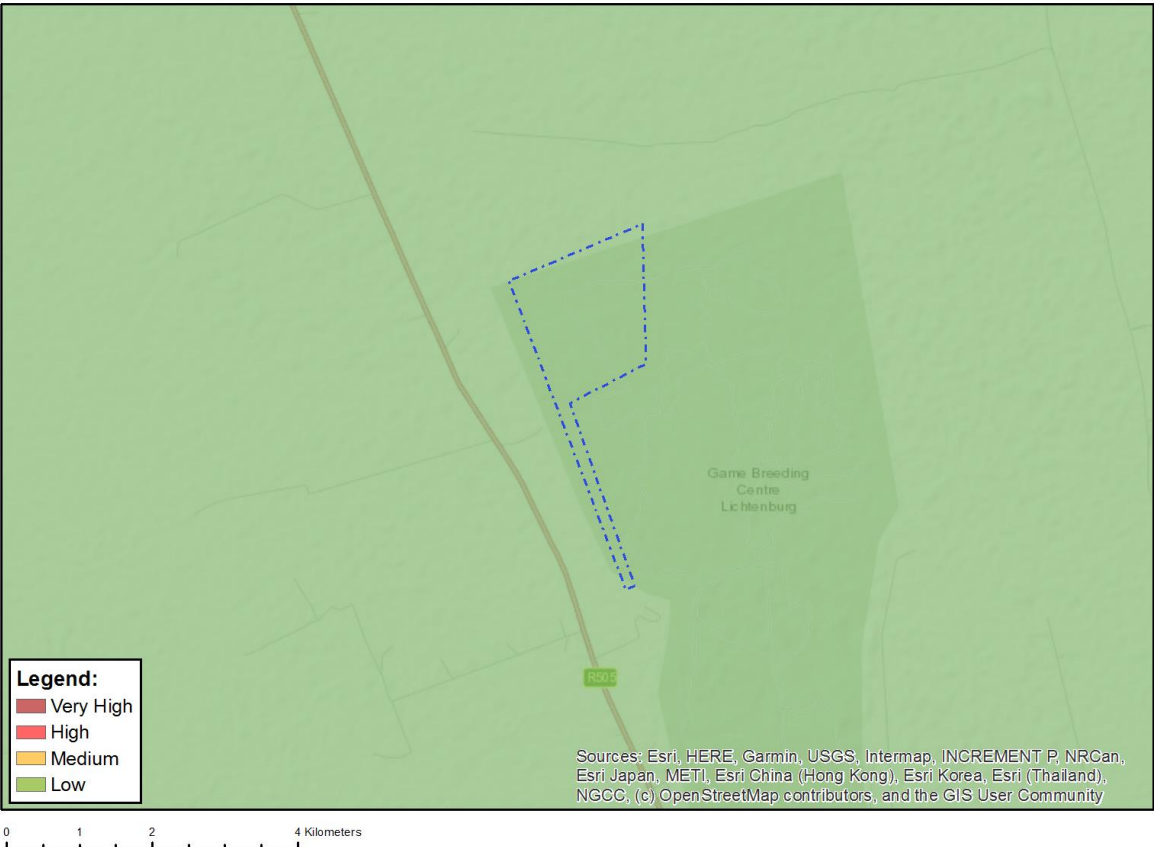 Game Breeding
Centre
Lichtenburg
R505
Legend:
Very High
High
Medium
Low
Sources: Esri, HERE, Garmin, USGS, Intermap, INCREMENT P, NRCan,
Esri Japan, METI, Esri China (Hong Kong), Esri Korea, Esri (Thailand),
NGCC, (c) OpenStreetMap contributors, and the GIS User Community
0 1 2 4 Kilometers